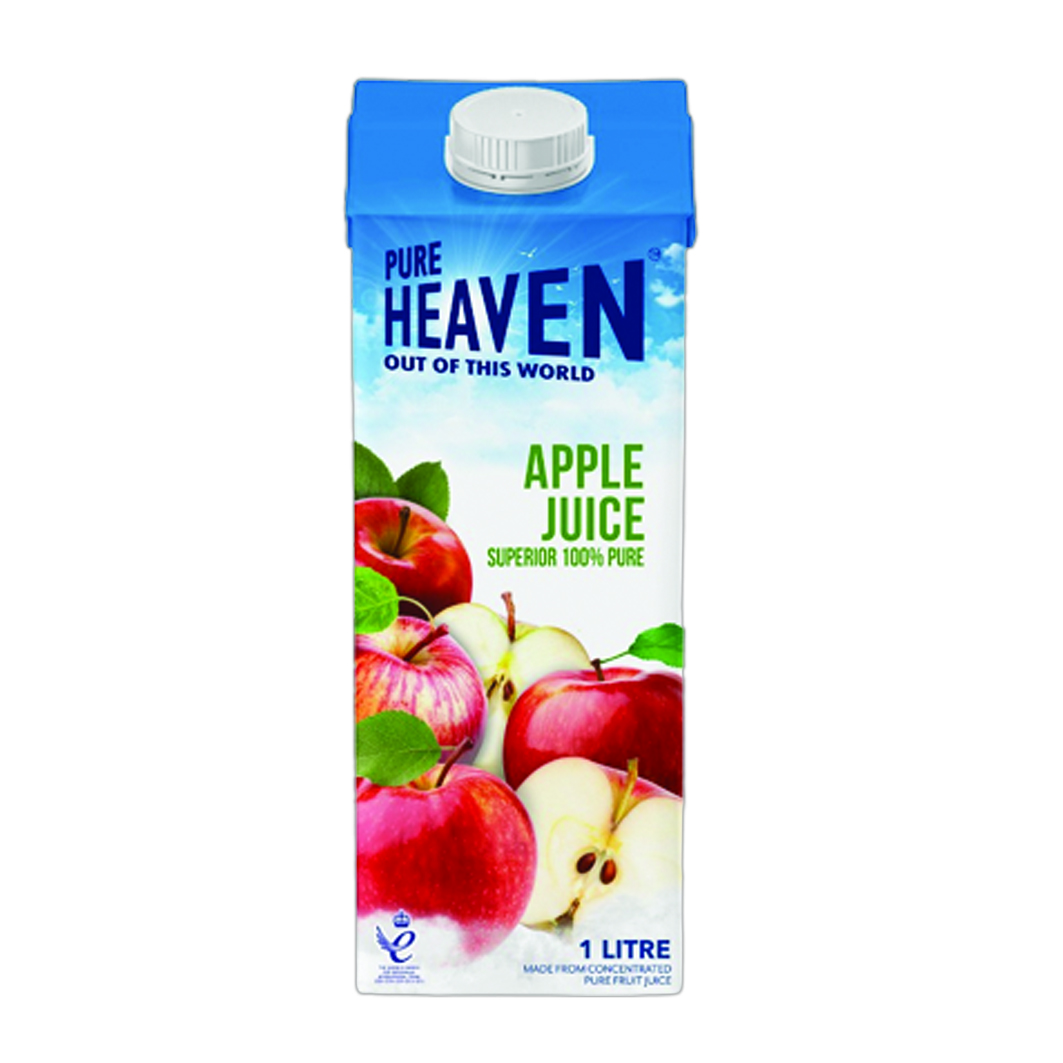 PURE
HEAVEN
OUT OF THIS WORLD
APPLE
JUICE
SUPERIOR 100% PURE
e
1 LITRE
MADE FROM CONCENTRATED
PURE FRUIT JUICE